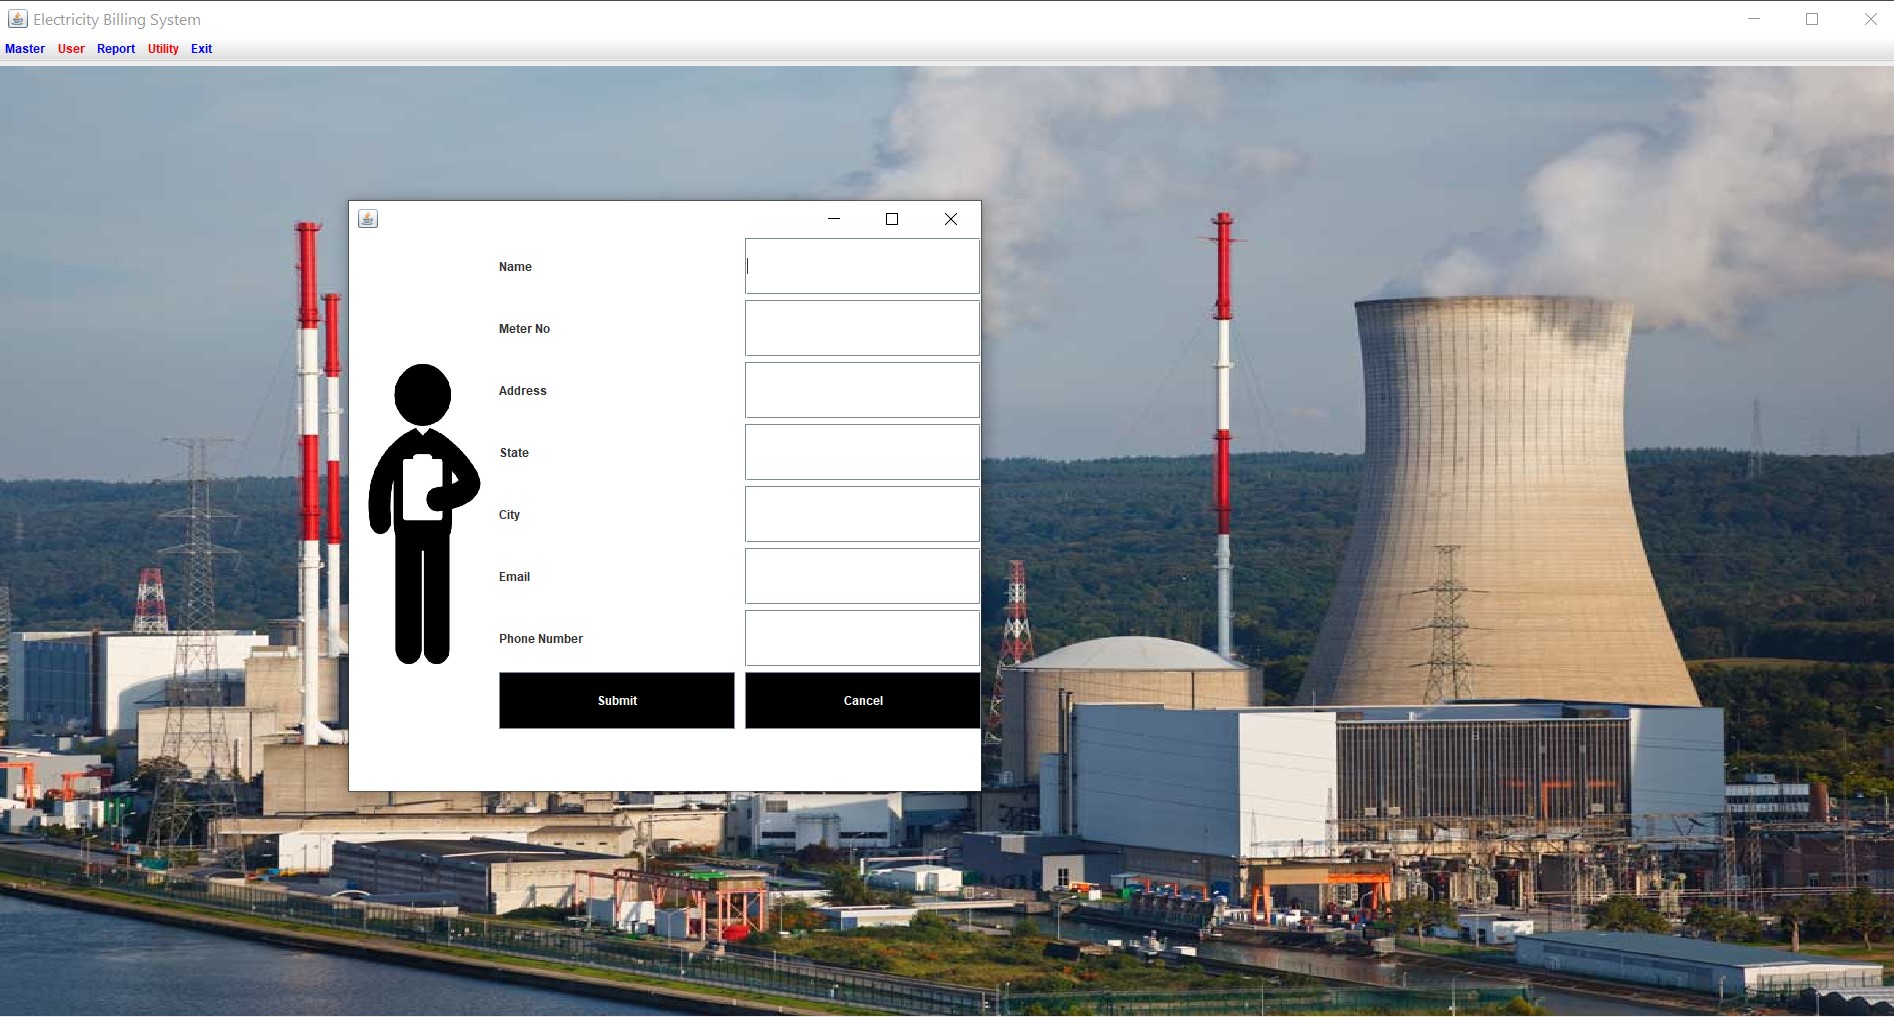 Electricity Billing System
Master User Report Utility Exit
Name
Meter No
Address
State
City
Email
Phone Number
Submit Cancel